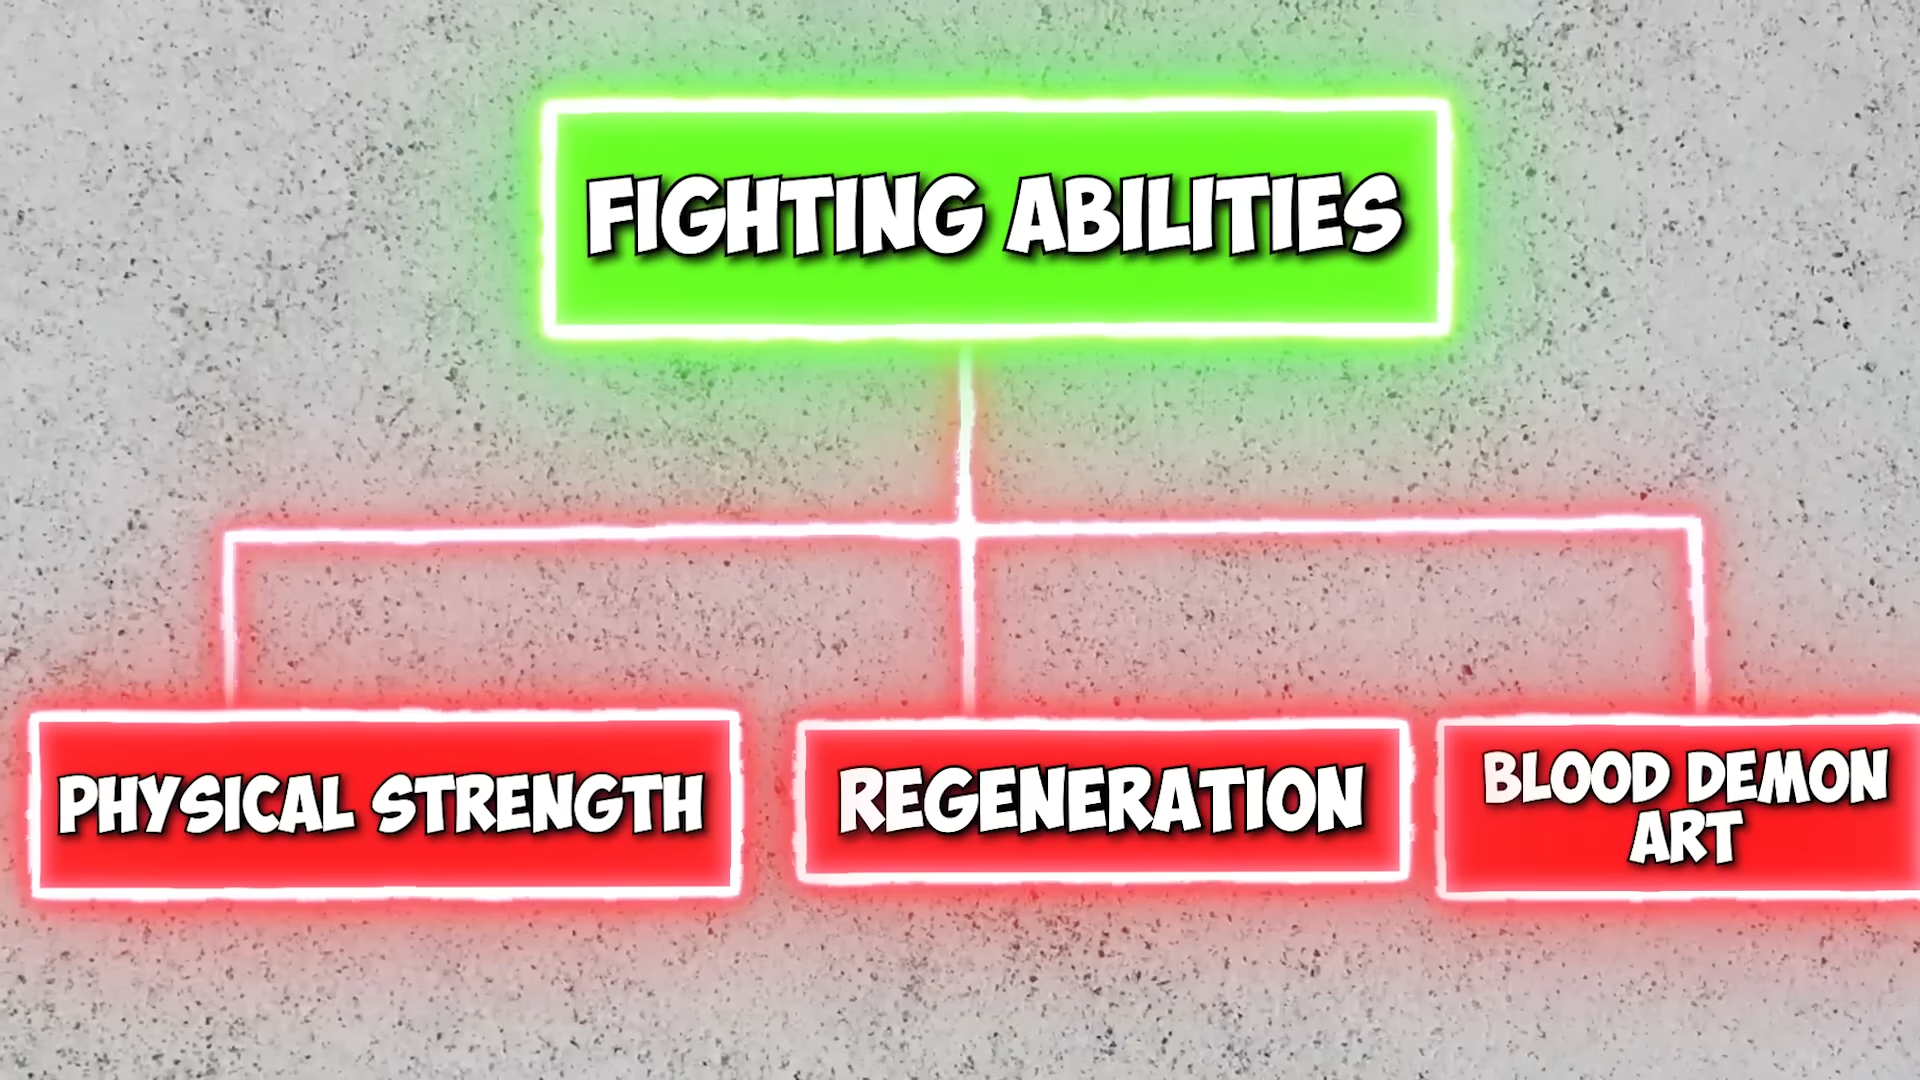 FIGHTING ABILITIES
PHYSICAL STRENGTH
REGENERATION
BLOOD DEMON
ART